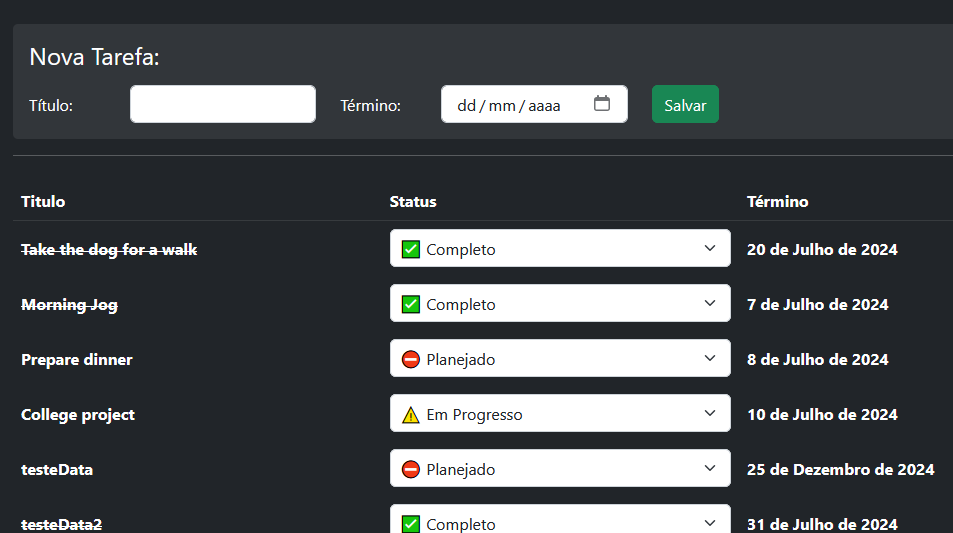 Nova Tarefa:
Título: Término: dd/mm/aaaa Salvar
Titulo Status Término
Take the dog for a walk Completo 20 de Julho de 2024
Morning Jog Completo 7 de Julho de 2024
Prepare dinner Planejado 8 de Julho de 2024
College project Em Progresso 10 de Julho de 2024
testeData Planejado 25 de Dezembro de 2024
testeData2 Completo 31 de Julho de 2024